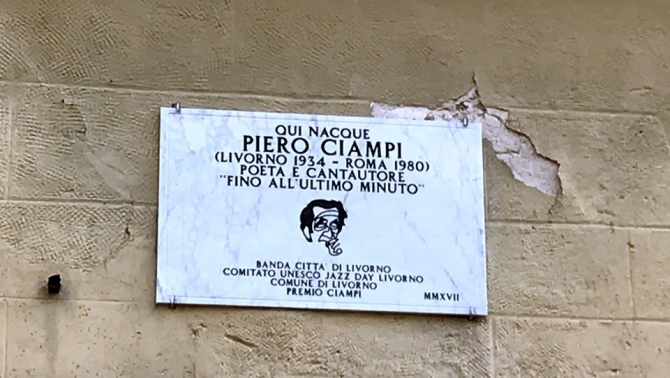 QUI NACQUE
PIERO CIAMPI
(LIVORNO 1934 - ROMA 1980)
POETA E CANTAUTORE
"FINO ALL'ULTIMO MINUTO"
BANDA CITTA' DI LIVORNO
COMITATO UNESCO JAZZ DAY LIVORNO
COMUNE DI LIVORNO
PREMIO CIAMPI
MMXVII